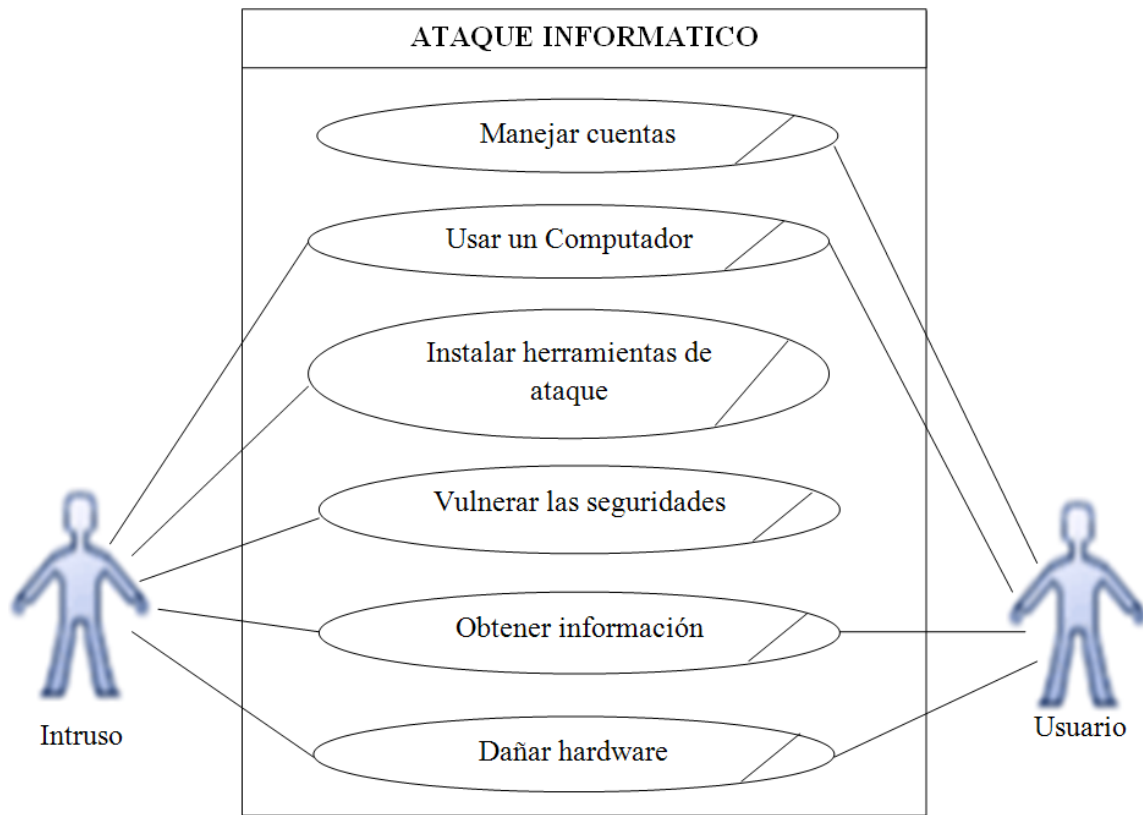 ATAQUE INFORMATICO
Manejar cuentas
Usar un Computador
Instalar herramientas de
ataque
Vulnerar las seguridades
Obtener información
Dañar hardware
Intruso
Usuario